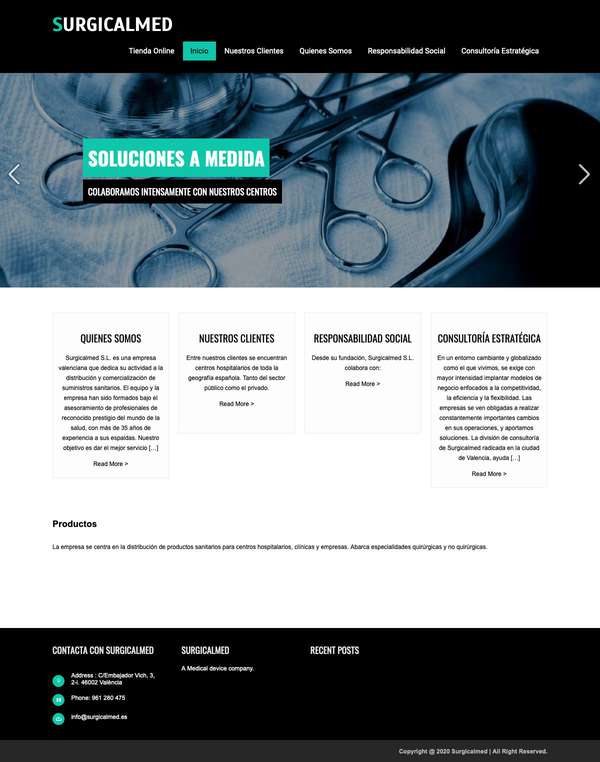 SURGICALMED
Tienda Online Inicio Nuestros Clientes Quienes Somos Responsabilidad Social Consultoría Estratégica
SOLUCIONES A MEDIDA
COLABORAMOS INTENSAMENTE CON NUESTROS CENTROS
QUIENES SOMOS
Surgicalmed S.L. es una empresa
valenciana que dedica su actividad a la
distribución y comercialización de
suministros sanitarios. El equipo y la
empresa han sido formados bajo el
asesoramiento de profesionales de
reconocido prestigio del mundo de la
salud, con más de 35 años de
experiencia a sus espaldas. Nuestro
objetivo es dar el mejor servicio […]
Read More >
NUESTROS CLIENTES
Entre nuestros clientes se encuentran
centros hospitalarios de toda la
geografía española. Tanto del sector
público como el privado.
Read More >
RESPONSABILIDAD SOCIAL
Desde su fundación, Surgicalmed S.L.
colabora con:
Read More >
CONSULTORÍA ESTRATÉGICA
En un entorno cambiante y globalizado
como el que vivimos, se exige con
mayor intensidad implantar modelos de
negocio enfocados a la competitividad,
la eficiencia y la flexibilidad. Las
empresas se ven obligadas a realizar
constantemente importantes cambios
en sus operaciones, y aportamos
soluciones. La división de consultoría
de Surgicalmed radicada en la ciudad
de Valencia, ayuda […]
Read More >
Productos
La empresa se centra en la distribución de productos sanitarios para centros hospitalarios, clínicas y empresas. Abarca especialidades quirúrgicas y no quirúrgicas.
CONTACTA CON SURGICALMED
Address : C/Embajador Vich, 3,
2-I, 46002 València
Phone: 961 280 475
info@surgicalmed.es
SURGICALMED
A Medical device company.
RECENT POSTS
Copyright @ 2020 Surgicalmed | All Right Reserved.